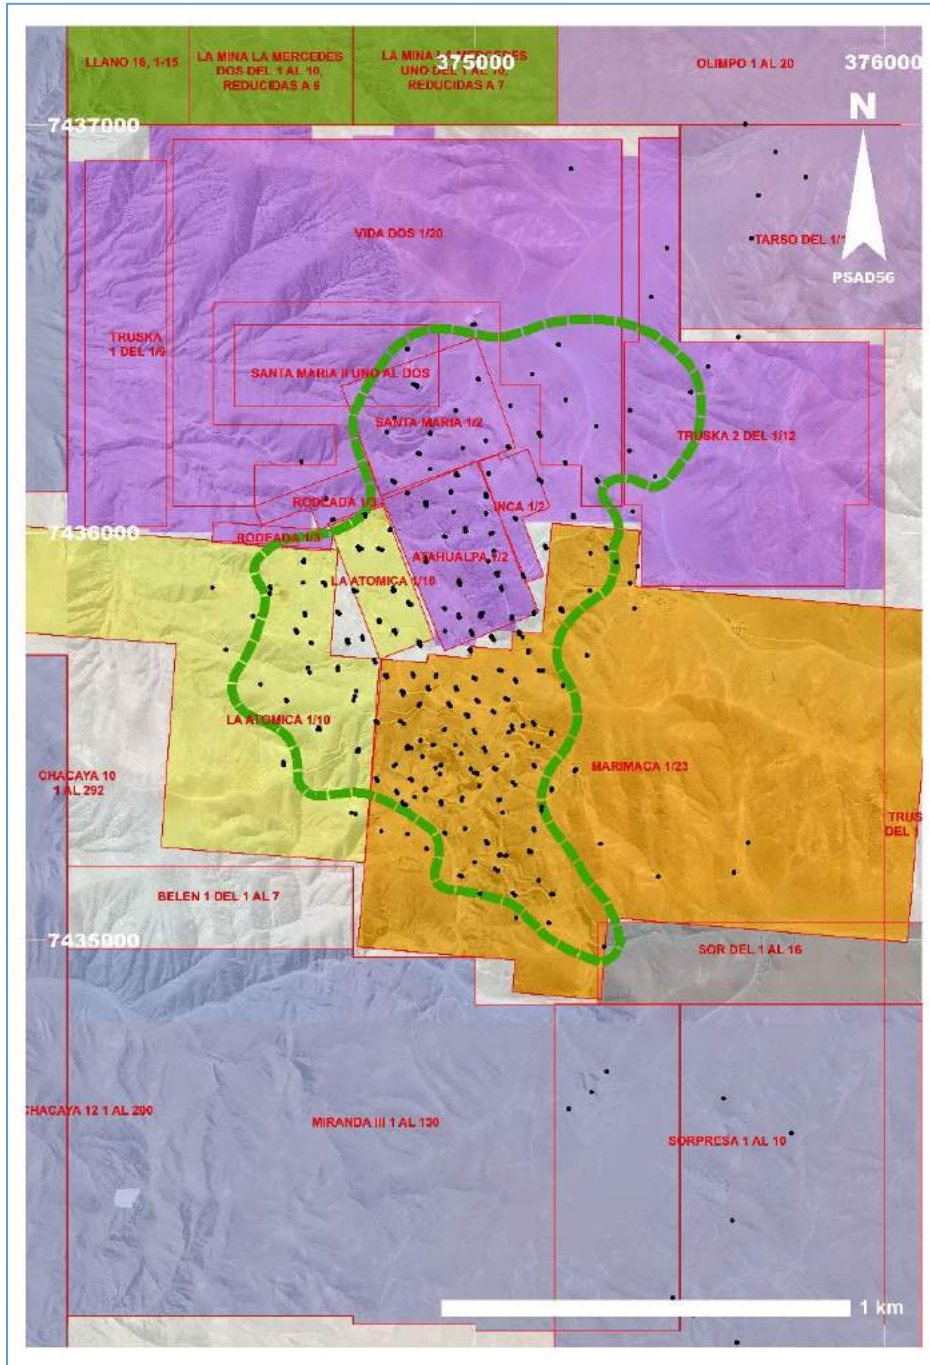 LLANO 16, 1-15
LA MINA LA MERCEDES
DOS DEL 1 AL 10,
REDUCIDAS A 6
LA MINA LA MERCEDES
UNO DEL 1 AL 10,
REDUCIDAS A 7
375000
OLIMPO 1 AL 20
376000
N
7437000
VIDA DOS 1/20
TARSO DEL 1/1
PSAD56
TRUSKA
1 DEL 1/9
SANTA MARIA II UNO AL DOS
SANTA MARIA 1/2
TRUSKA 2 DEL 1/12
RODEADA 1/3
INCA 1/2
7436000
RODEADA 1/3
ATAHUALPA 1/2
LA ATOMICA 1/10
LA ATOMICA 1/10
MARIMACA 1/23
CHACAYA 10
1 AL 292
TRUS
DEL 1
BELEN 1 DEL 1 AL 7
7435000
SOR DEL 1 AL 16
CHACAYA 12 1 AL 200
MIRANDA III 1 AL 130
SORPRESA 1 AL 10
1 km